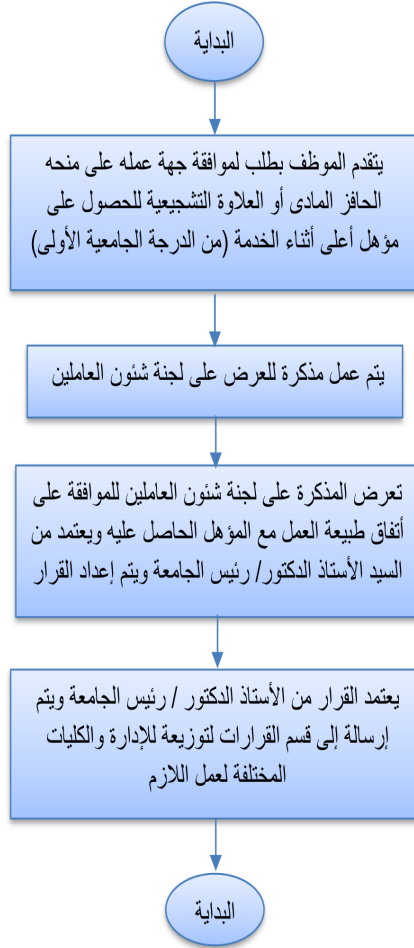 البداية
يتقدم الموظف بطلب لموافقة جهة عمله على منحه
الحافز المادى أو العلاوة التشجيعية للحصول على
مؤهل أعلى أثناء الخدمة (من الدرجة الجامعية الأولى)
يتم عمل مذكرة للعرض على لجنة شئون العاملين
تعرض المذكرة على لجنة شئون العاملين للموافقة على
أتفاق طبيعة العمل مع المؤهل الحاصل عليه ويعتمد من
السيد الأستاذ الدكتور/ رئيس الجامعة ويتم إعداد القرار
يعتمد القرار من الأستاذ الدكتور / رئيس الجامعة ويتم
إرسالة إلى قسم القرارات لتوزيعة للإدارة والكليات
المختلفة لعمل اللازم
البداية